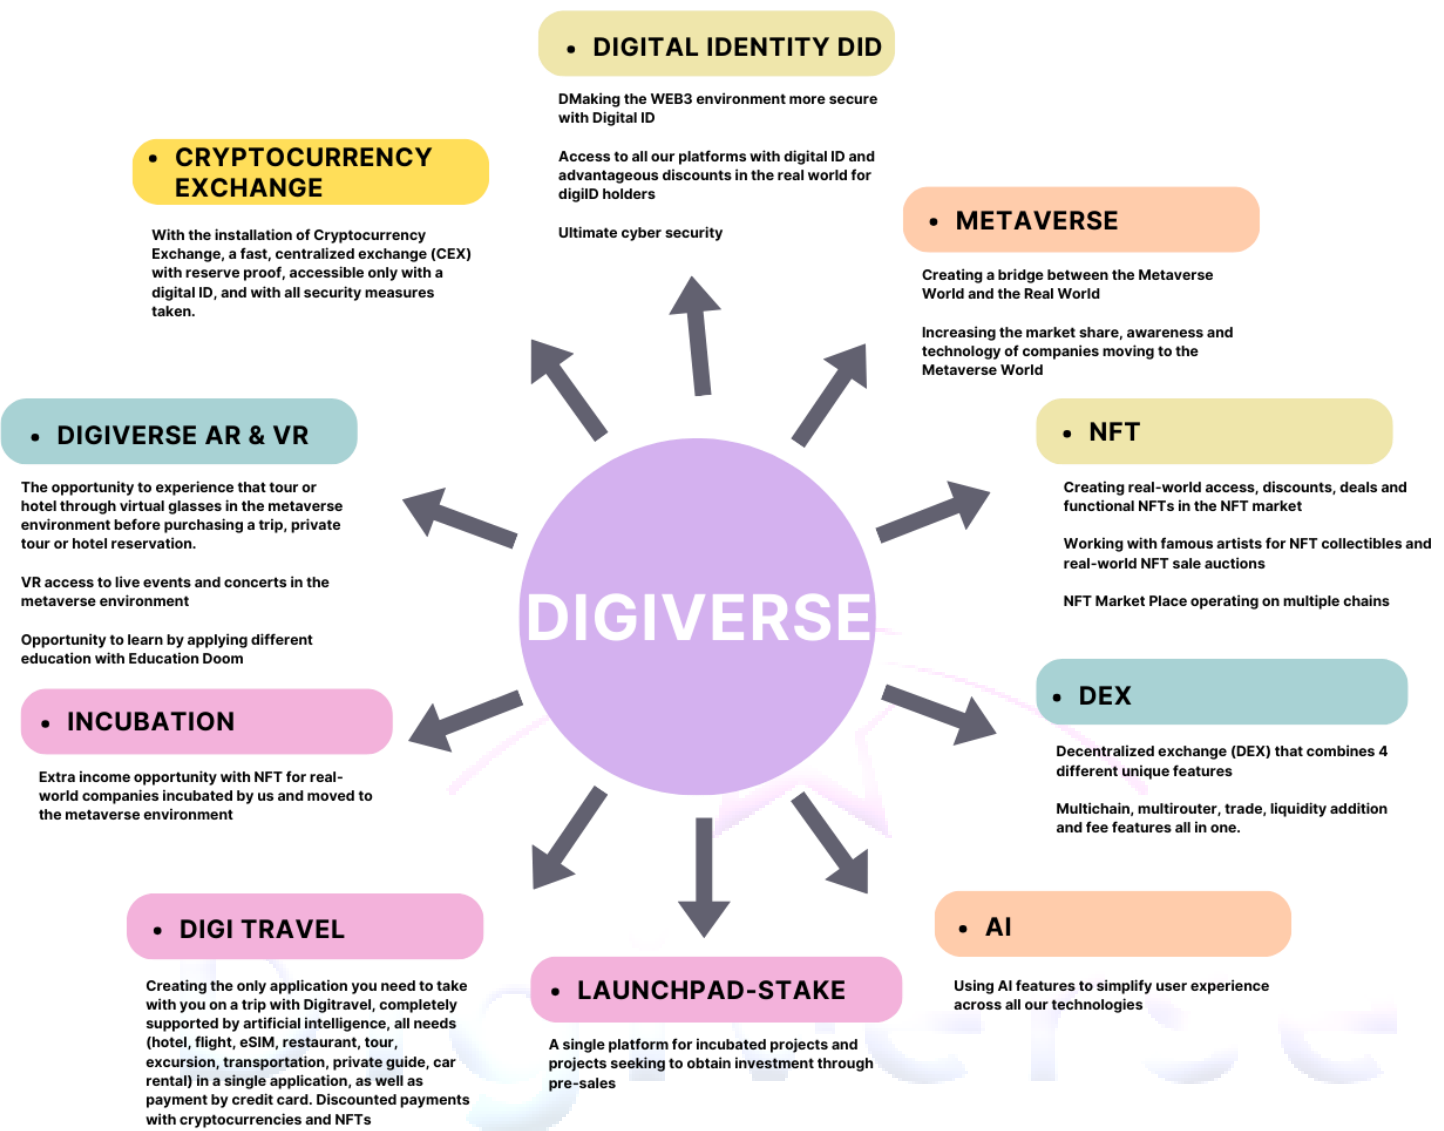 • DIGITAL IDENTITY DID
DMaking the WEB3 environment more secure
with Digital ID
Access to all our platforms with digital ID and
advantageous discounts in the real world for
digiID holders
Ultimate cyber security
• CRYPTOCURRENCY
EXCHANGE
With the installation of Cryptocurrency
Exchange, a fast, centralized exchange (CEX)
with reserve proof, accessible only with a
digital ID, and with all security measures
taken.
• METAVERSE
Creating a bridge between the Metaverse
World and the Real World
Increasing the market share, awareness and
technology of companies moving to the
Metaverse World
• DIGIVERSE AR & VR
The opportunity to experience that tour or
hotel through virtual glasses in the metaverse
environment before purchasing a trip, private
tour or hotel reservation.
VR access to live events and concerts in the
metaverse environment
Opportunity to learn by applying different
education with Education Doom
• NFT
Creating real-world access, discounts, deals and
functional NFTs in the NFT market
Working with famous artists for NFT collectibles and
real-world NFT sale auctions
NFT Market Place operating on multiple chains
DIGIVERSE
• INCUBATION
Extra income opportunity with NFT for real-
world companies incubated by us and moved to
the metaverse environment
• DEX
Decentralized exchange (DEX) that combines 4
different unique features
Multichain, multirouter, trade, liquidity addition
and fee features all in one.
• DIGI TRAVEL
Creating the only application you need to take
with you on a trip with Digitravel, completely
supported by artificial intelligence, all needs
(hotel, flight, eSIM, restaurant, tour,
excursion, transportation, private guide, car
rental) in a single application, as well as
payment by credit card. Discounted payments
with cryptocurrencies and NFTs
• LAUNCHPAD-STAKE
A single platform for incubated projects and
projects seeking to obtain investment through
pre-sales
• AI
Using AI features to simplify user experience
across all our technologies
Digiverse